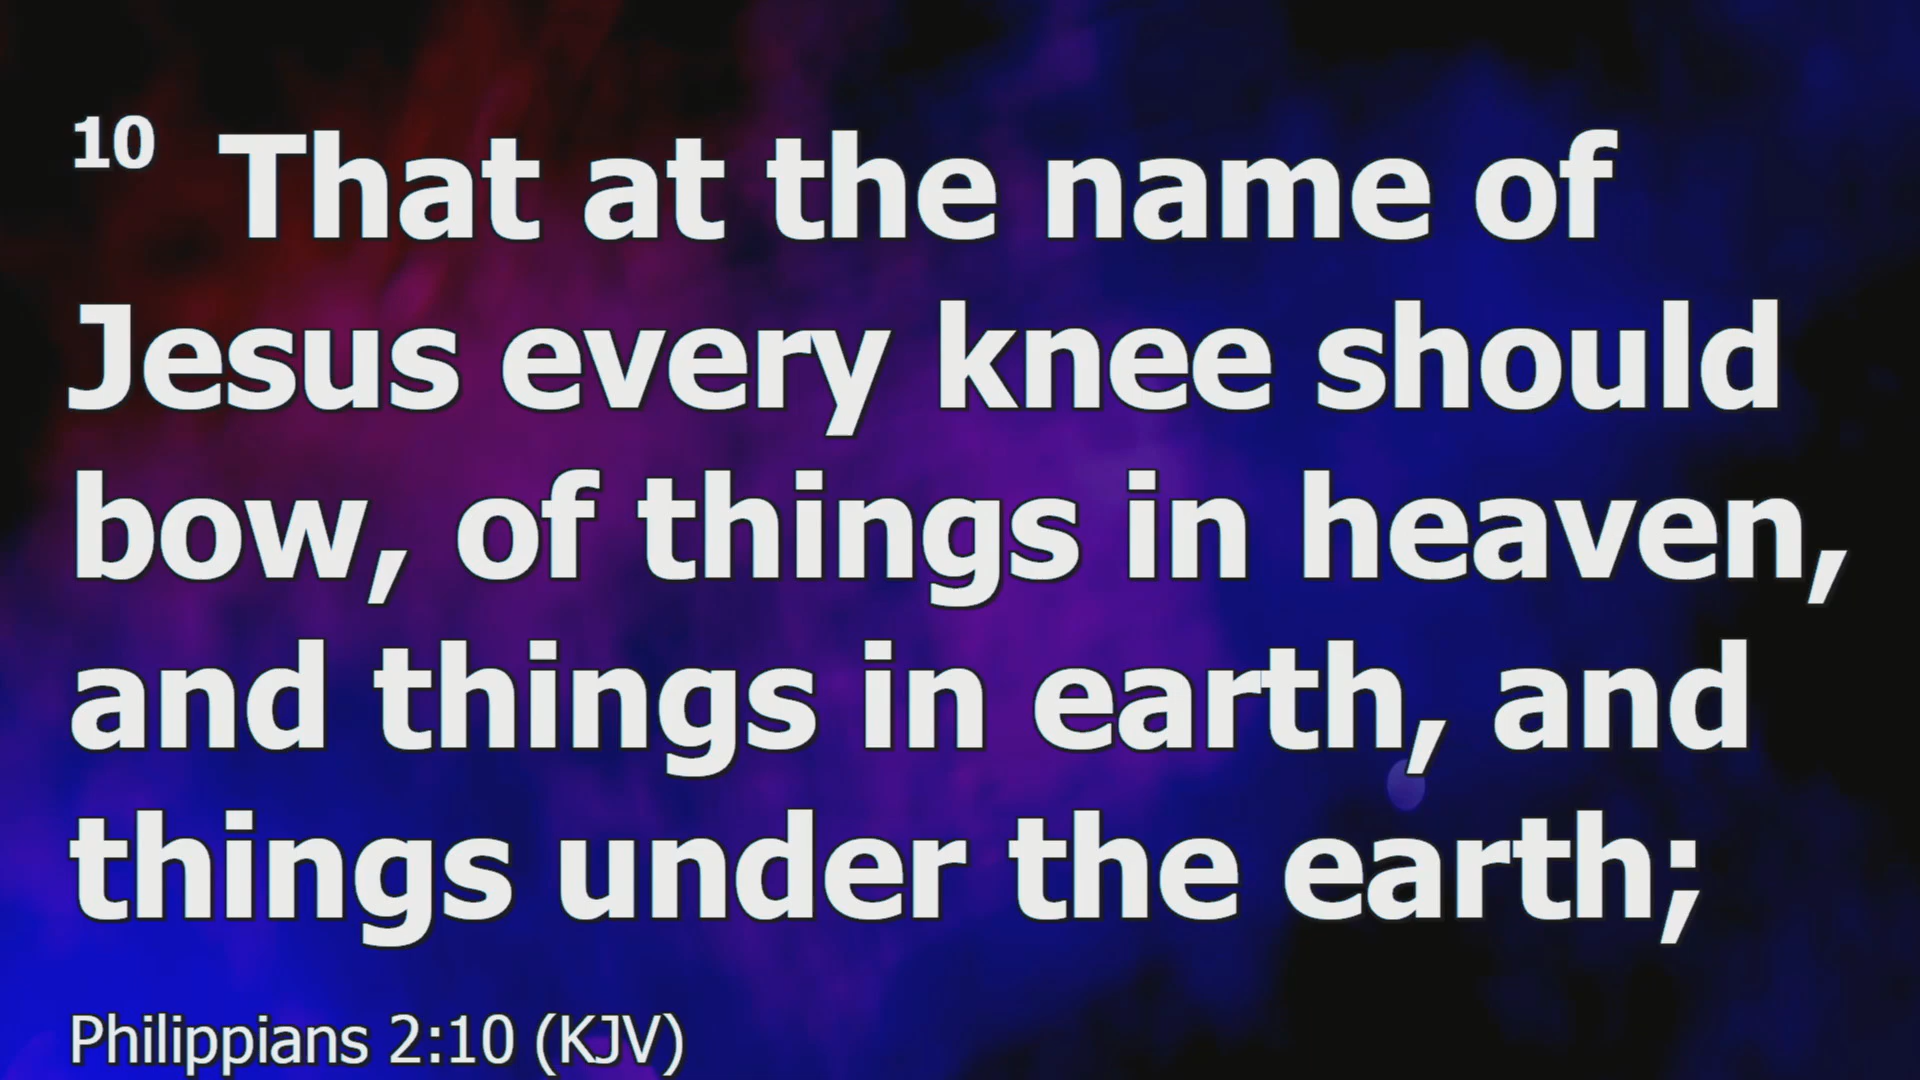 10 That at the name of
Jesus every knee should
bow, of things in heaven,
and things in earth, and
things under the earth;
Philippians 2:10 (KJV)